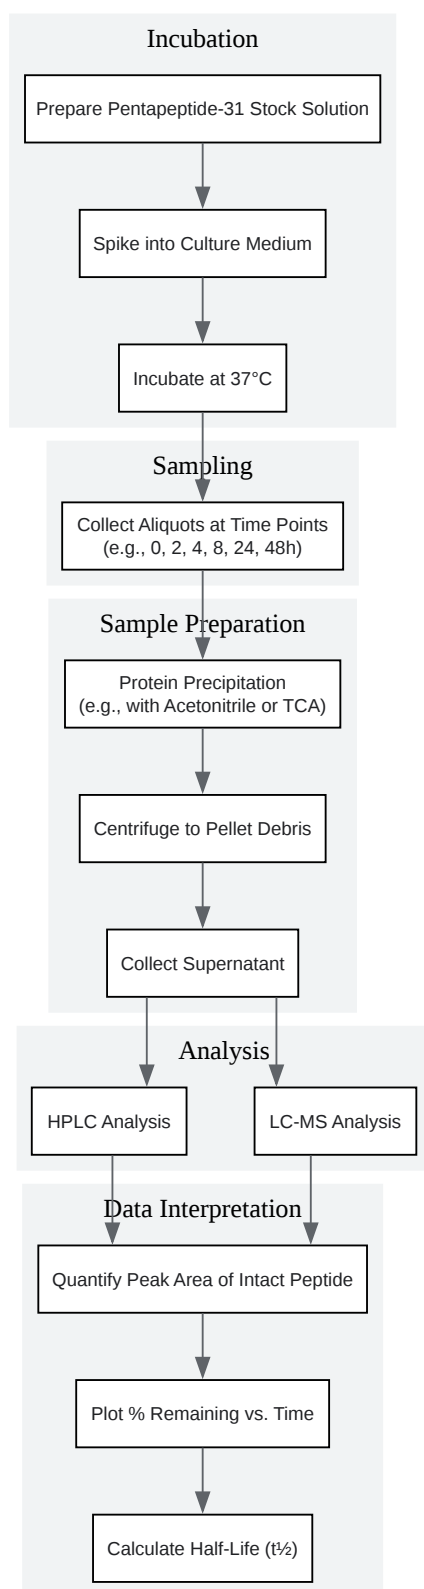 Incubation
Prepare Pentapeptide-31 Stock Solution
Spike into Culture Medium
Incubate at 37°C
Sampling
Collect Aliquots at Time Points
(e.g., 0, 2, 4, 8, 24, 48h)
Sample Preparation
Protein Precipitation
(e.g., with Acetonitrile or TCA)
Centrifuge to Pellet Debris
Collect Supernatant
Analysis
HPLC Analysis
LC-MS Analysis
Data Interpretation
Quantify Peak Area of Intact Peptide
Plot % Remaining vs. Time
Calculate Half-Life (t½)